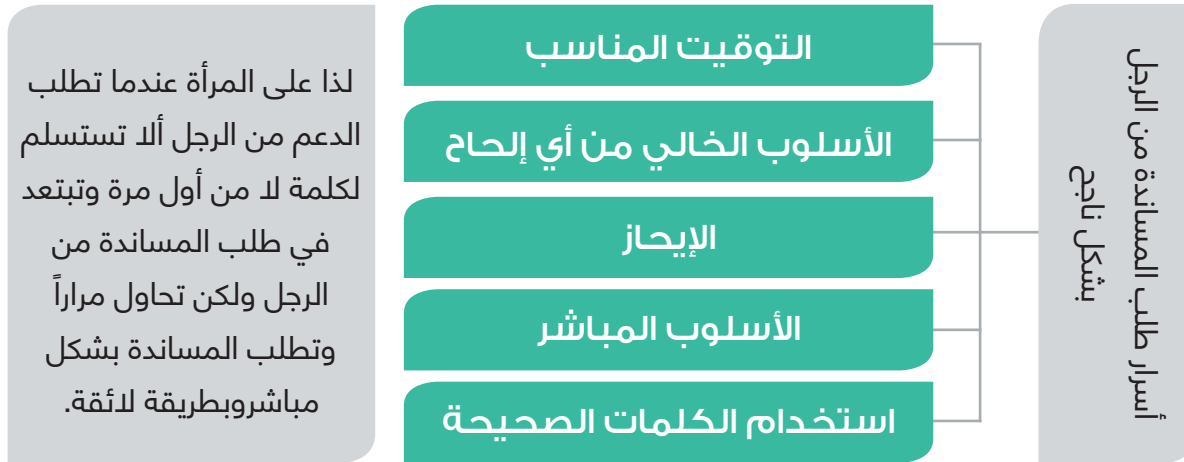 أسرار طلب المساندة من الرجل
بشكل ناجح
التوقيت المناسب
الأسلوب الخالي من أي إلحاح
الإيحاز
الأسلوب المباشر
استخدام الكلمات الصحيحة
لذا على المرأة عندما تطلب
الدعم من الرجل ألا تستسلم
لكلمة لا من أول مرة وتبتعد
في طلب المساندة من
الرجل ولكن تحاول مراراً
وتطلب المساندة بشكل
مباشروبطريقة لائقة.